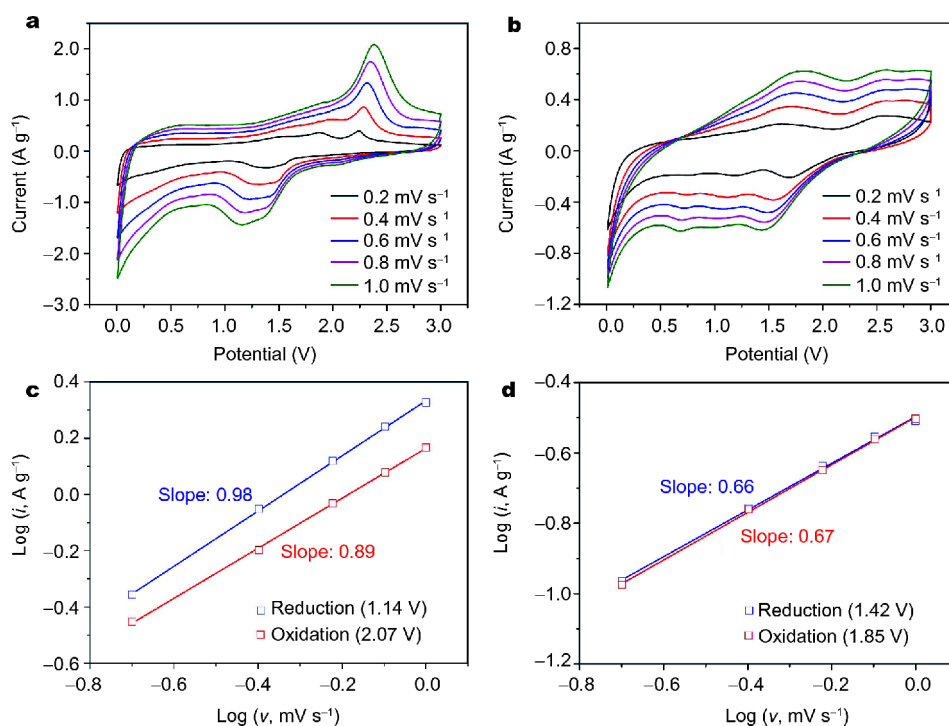 a
2.0
1.0
0.0
–1.0
–2.0
–3.0
Current (A g⁻¹)
0.2 mV s⁻¹
0.4 mV s⁻¹
0.6 mV s⁻¹
0.8 mV s⁻¹
1.0 mV s⁻¹
0.0 0.5 1.0 1.5 2.0 2.5 3.0
Potential (V)
b
0.8
0.4
0.0
–0.4
–0.8
–1.2
Current (A g⁻¹)
0.2 mV s⁻¹
0.4 mV s⁻¹
0.6 mV s⁻¹
0.8 mV s⁻¹
1.0 mV s⁻¹
0.0 0.5 1.0 1.5 2.0 2.5 3.0
Potential (V)
c
0.4
0.2
0.0
–0.2
–0.4
–0.6
Log (i, A g⁻¹)
Slope: 0.98
Slope: 0.89
Reduction (1.14 V)
Oxidation (2.07 V)
–0.8 –0.6 –0.4 –0.2 0.0
Log (v, mV s⁻¹)
d
–0.4
–0.6
–0.8
–1.0
–1.2
Log (i, A g⁻¹)
Slope: 0.66
Slope: 0.67
Reduction (1.42 V)
Oxidation (1.85 V)
–0.8 –0.6 –0.4 –0.2 0.0
Log (v, mV s⁻¹)